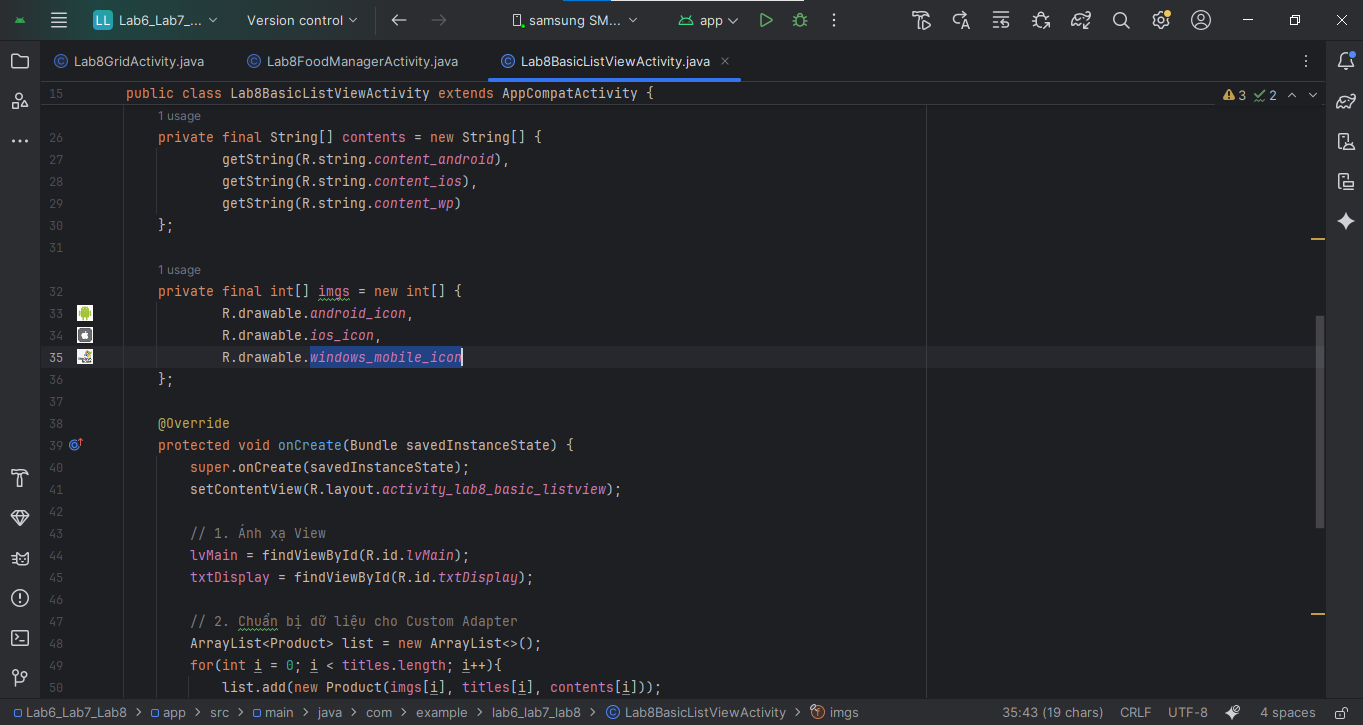 LL Lab6_Lab7_... Version control samsung SM... app
Lab8GridActivity.java Lab8FoodManagerActivity.java Lab8BasicListViewActivity.java
15 public class Lab8BasicListViewActivity extends AppCompatActivity { 3 2
1 usage
26 private final String[] contents = new String[] {
27 getString(R.string.content_android),
28 getString(R.string.content_ios),
29 getString(R.string.content_wp)
30 };
31
1 usage
32 private final int[] imgs = new int[] {
33 R.drawable.android_icon,
34 R.drawable.ios_icon,
35 R.drawable.windows_mobile_icon
36 };
37
38 @Override
39 protected void onCreate(Bundle savedInstanceState) {
40 super.onCreate(savedInstanceState);
41 setContentView(R.layout.activity_lab8_basic_listview);
42
43 // 1. Ánh xạ View
44 lvMain = findViewById(R.id.lvMain);
45 txtDisplay = findViewById(R.id.txtDisplay);
46
47 // 2. Chuẩn bị dữ liệu cho Custom Adapter
48 ArrayList<Product> list = new ArrayList<>();
49 for(int i = 0; i < titles.length; i++){
50 list.add(new Product(imgs[i], titles[i], contents[i]));
Lab6_Lab7_Lab8 > app > src > main > java > com > example > lab6_lab7_lab8 > Lab8BasicListViewActivity > imgs 35:43 (19 chars) CRLF UTF-8 4 spaces